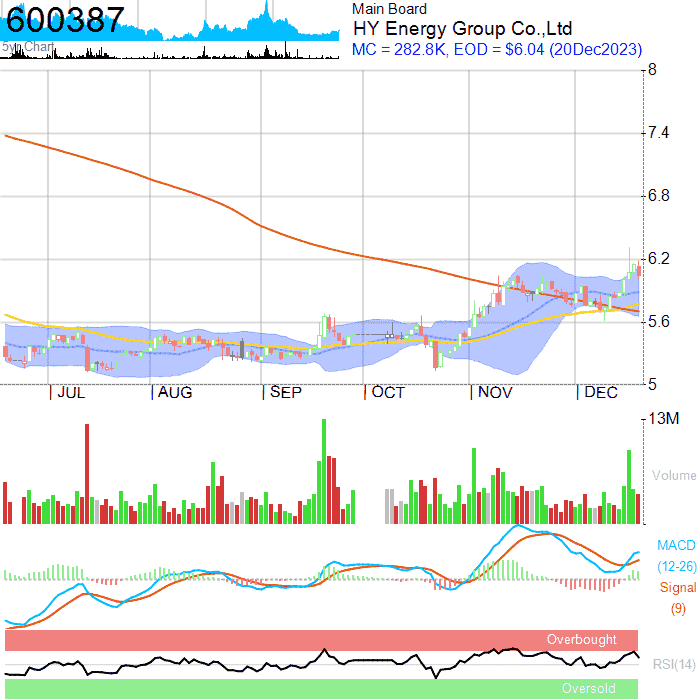 600387
5yr Chart
Main Board
HY Energy Group Co.,Ltd
MC = 282.8K, EOD = $6.04 (20Dec2023)
8
7.4
6.8
6.2
5.6
5
JUL
AUG
SEP
OCT
NOV
DEC
13M
Volume
MACD
(12-26)
Signal
(9)
Overbought
RSI(14)
Oversold